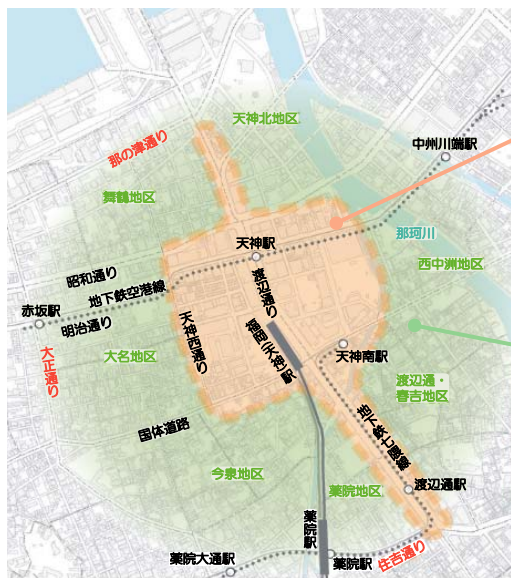 天神北地区
那の津通り
中州川端駅
舞鶴地区
那珂川
天神駅
昭和通り
西中洲地区
地下鉄空港線
渡辺通り
赤坂駅
明治通り
天神西通り
福岡(天神)駅
大正通り
大名地区
天神南駅
渡辺通・
春吉地区
国体道路
地下鉄七隈線
今泉地区
薬院地区
渡辺通駅
薬院駅
薬院大通駅
薬院駅
住吉通り